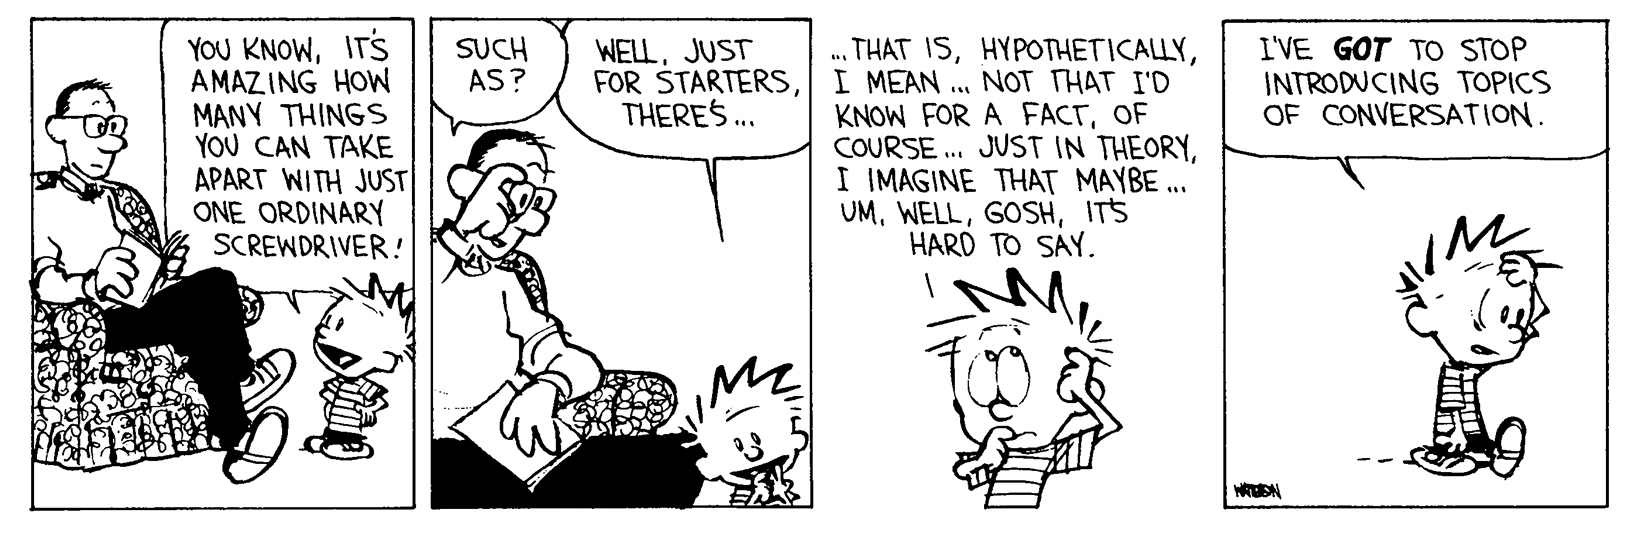 YOU KNOW, IT'S
AMAZING HOW
MANY THINGS
YOU CAN TAKE
APART WITH JUST
ONE ORDINARY
SCREWDRIVER!
SUCH
AS?
WELL, JUST
FOR STARTERS,
THERE'S...
...THAT IS, HYPOTHETICALLY,
I MEAN... NOT THAT I'D
KNOW FOR A FACT, OF
COURSE... JUST IN THEORY,
I IMAGINE THAT MAYBE...
UM, WELL, GOSH, IT'S
HARD TO SAY.
I'VE GOT TO STOP
INTRODUCING TOPICS
OF CONVERSATION.
WATTERSON